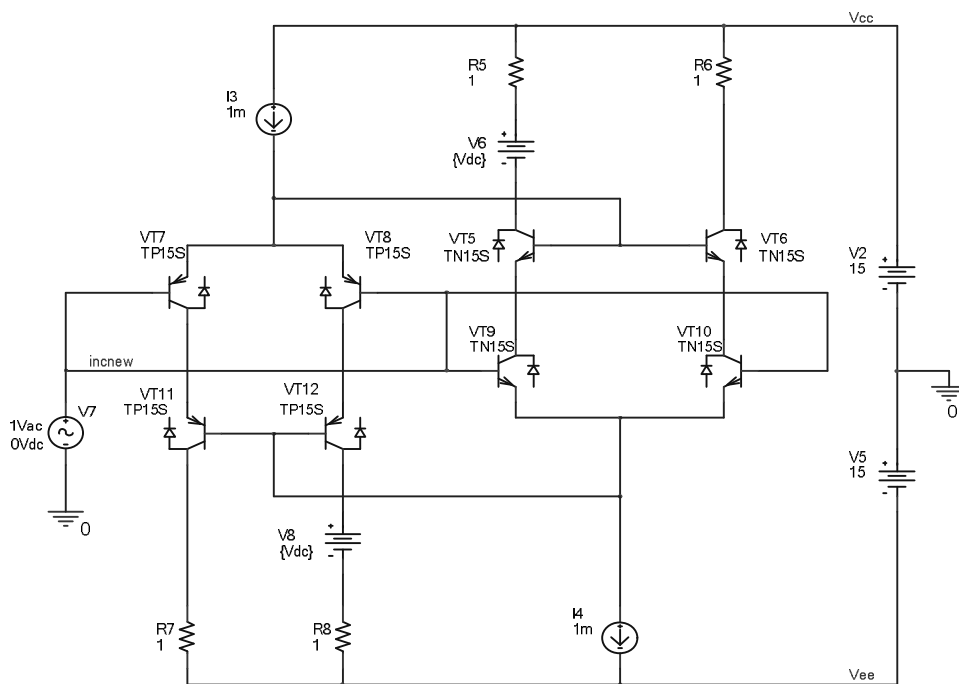 Vcc
R5
1
R6
1
I3
1m
V6
{Vdc}
VT7
TP15S
VT8
TP15S
VT5
TN15S
VT6
TN15S
V2
15
VT9
TN15S
VT10
TN15S
incnew
VT11
TP15S
VT12
TP15S
V7
1Vac
0Vdc
0
V5
15
0
V8
{Vdc}
R7
1
R8
1
I4
1m
Vee